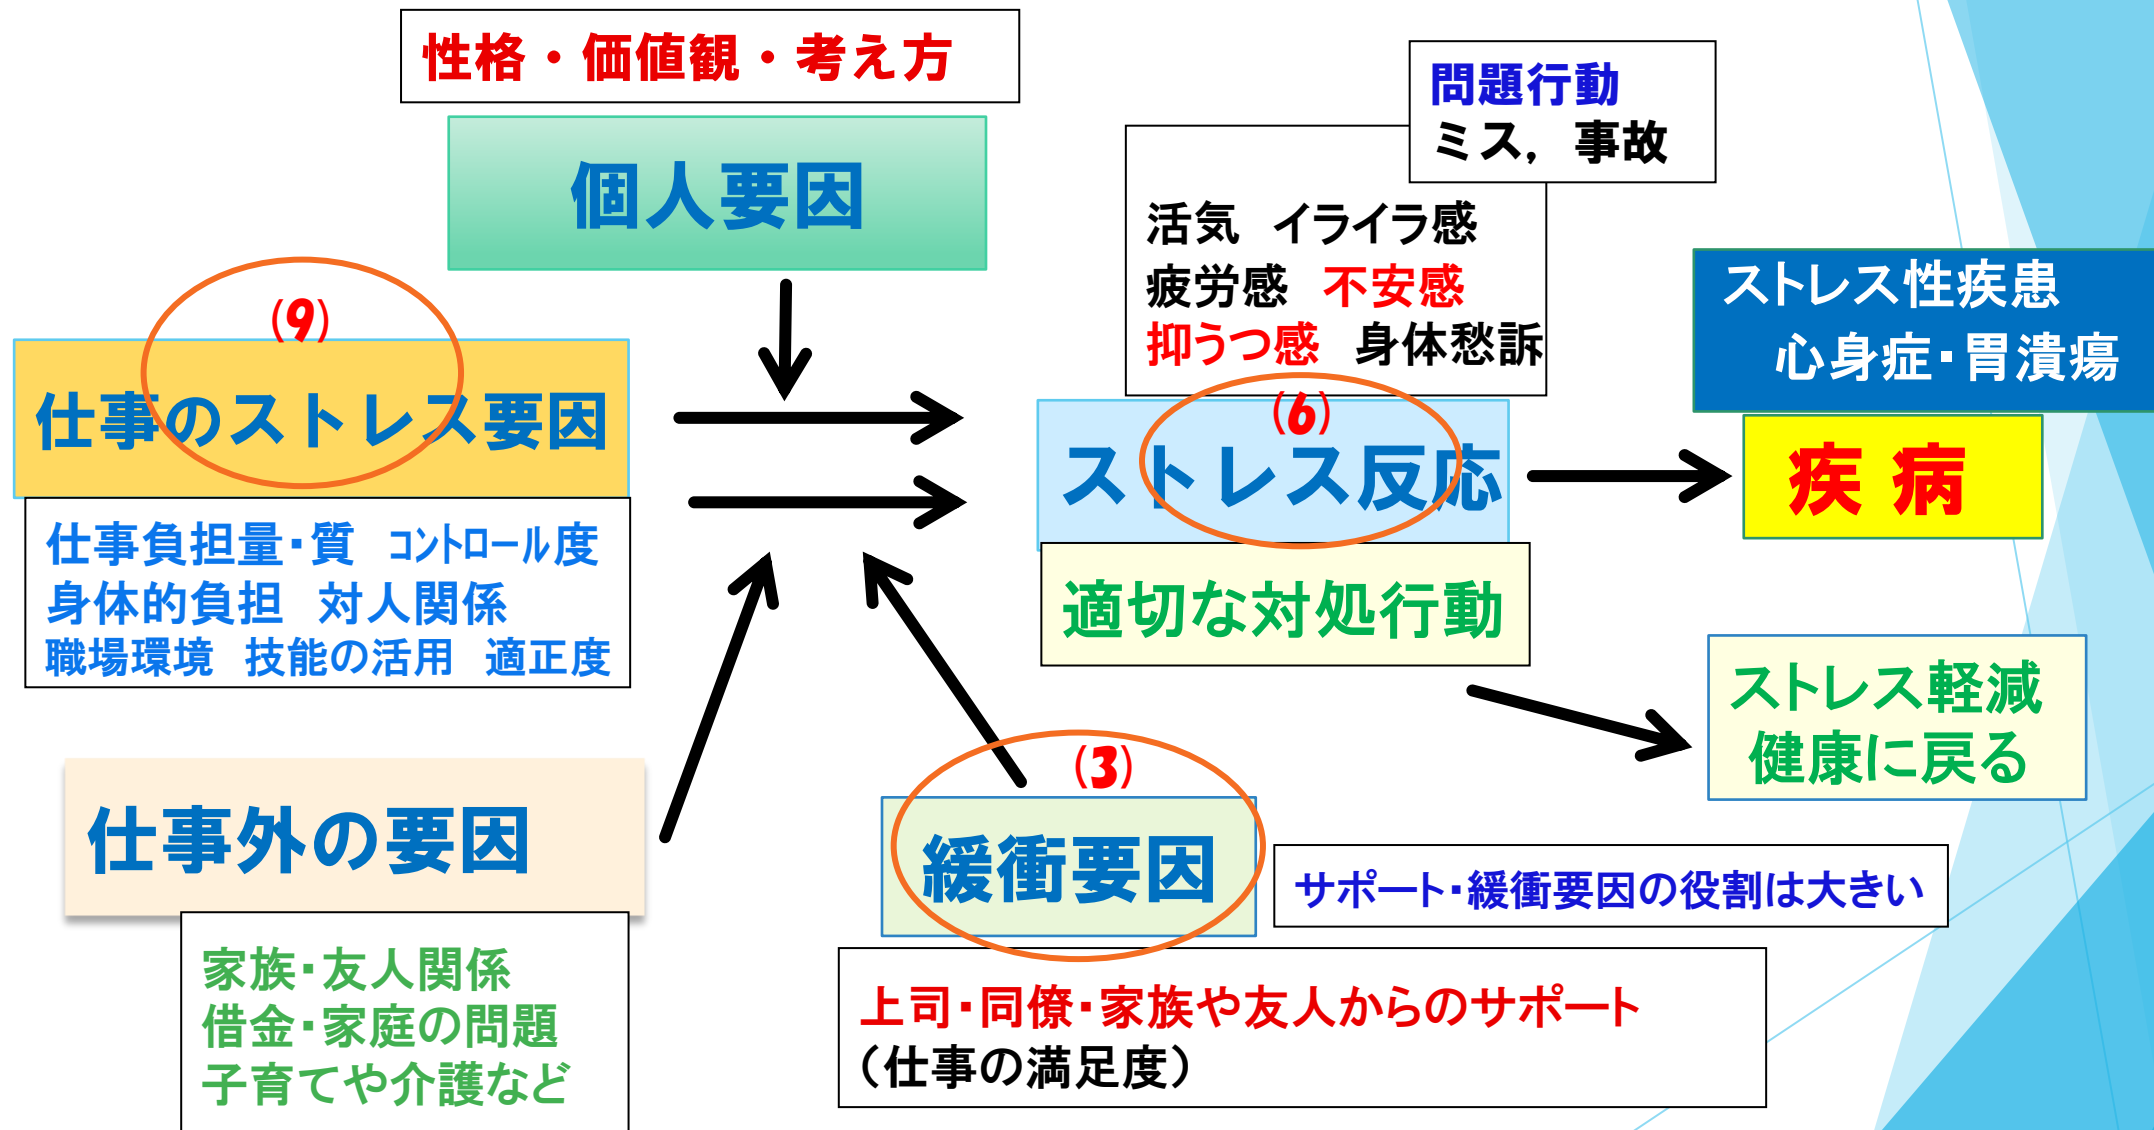 性格・価値観・考え方
個人要因
問題行動
ミス，事故
活気　イライラ感
疲労感　不安感
抑うつ感　身体愁訴
ストレス性疾患
心身症・胃潰瘍
(9)
仕事のストレス要因
(6)
ストレス反応
疾 病
仕事負担量・質　コントロール度
身体的負担　対人関係
職場環境　技能の活用　適正度
適切な対処行動
ストレス軽減
健康に戻る
仕事外の要因
(3)
緩衝要因
サポート・緩衝要因の役割は大きい
家族・友人関係
借金・家庭の問題
子育てや介護など
上司・同僚・家族や友人からのサポート
（仕事の満足度）